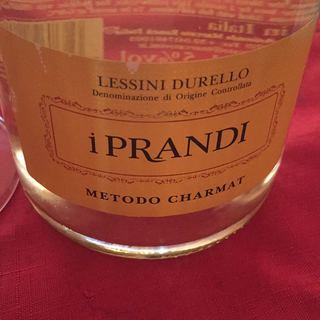 LESSINI DURELLO
Denominazione di Origine Controllata
i PRANDI
METODO CHARMAT